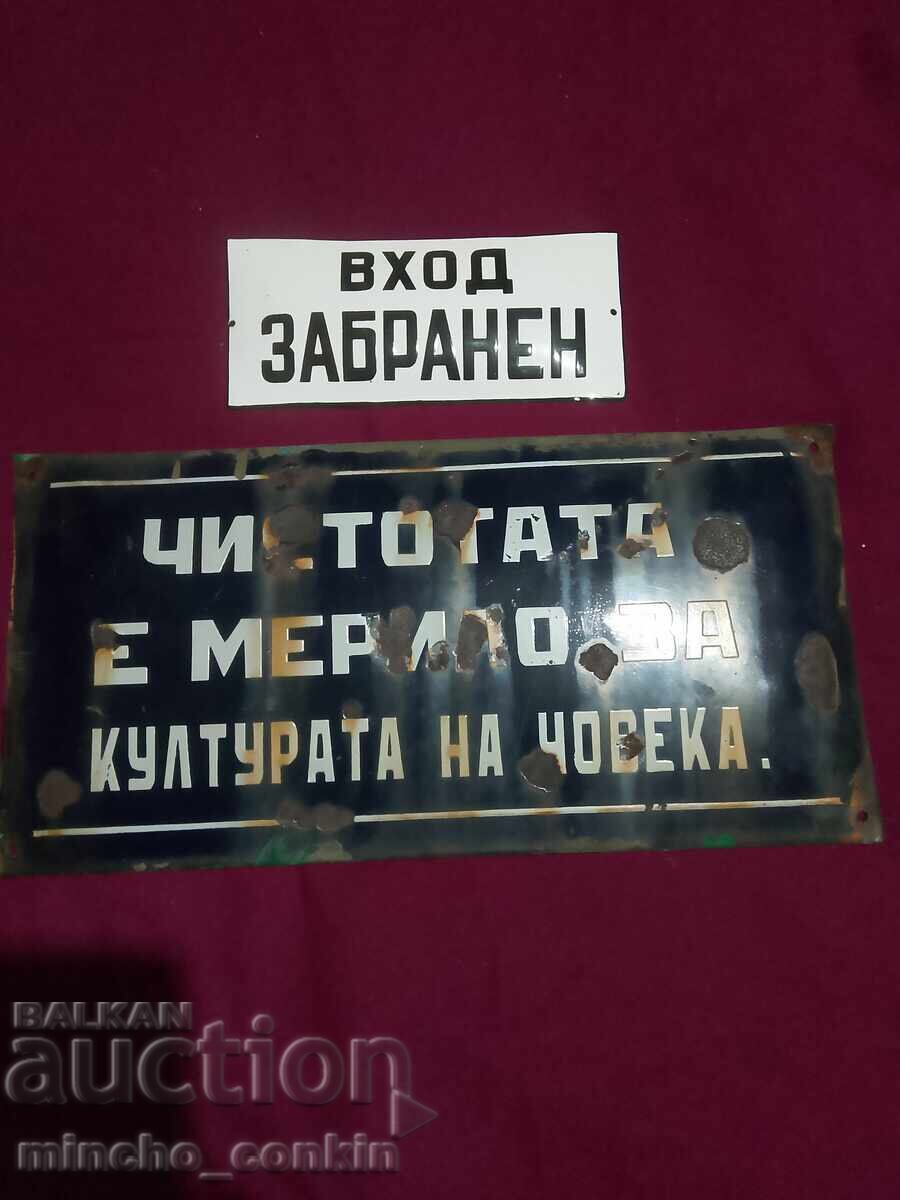 ВХОД
ЗАБРАНЕН
ЧИСТОТАТА
Е МЕРИЛО ЗА
КУЛТУРАТА НА ЧОВЕКА.
BALKAN
auction
mincho_conkin